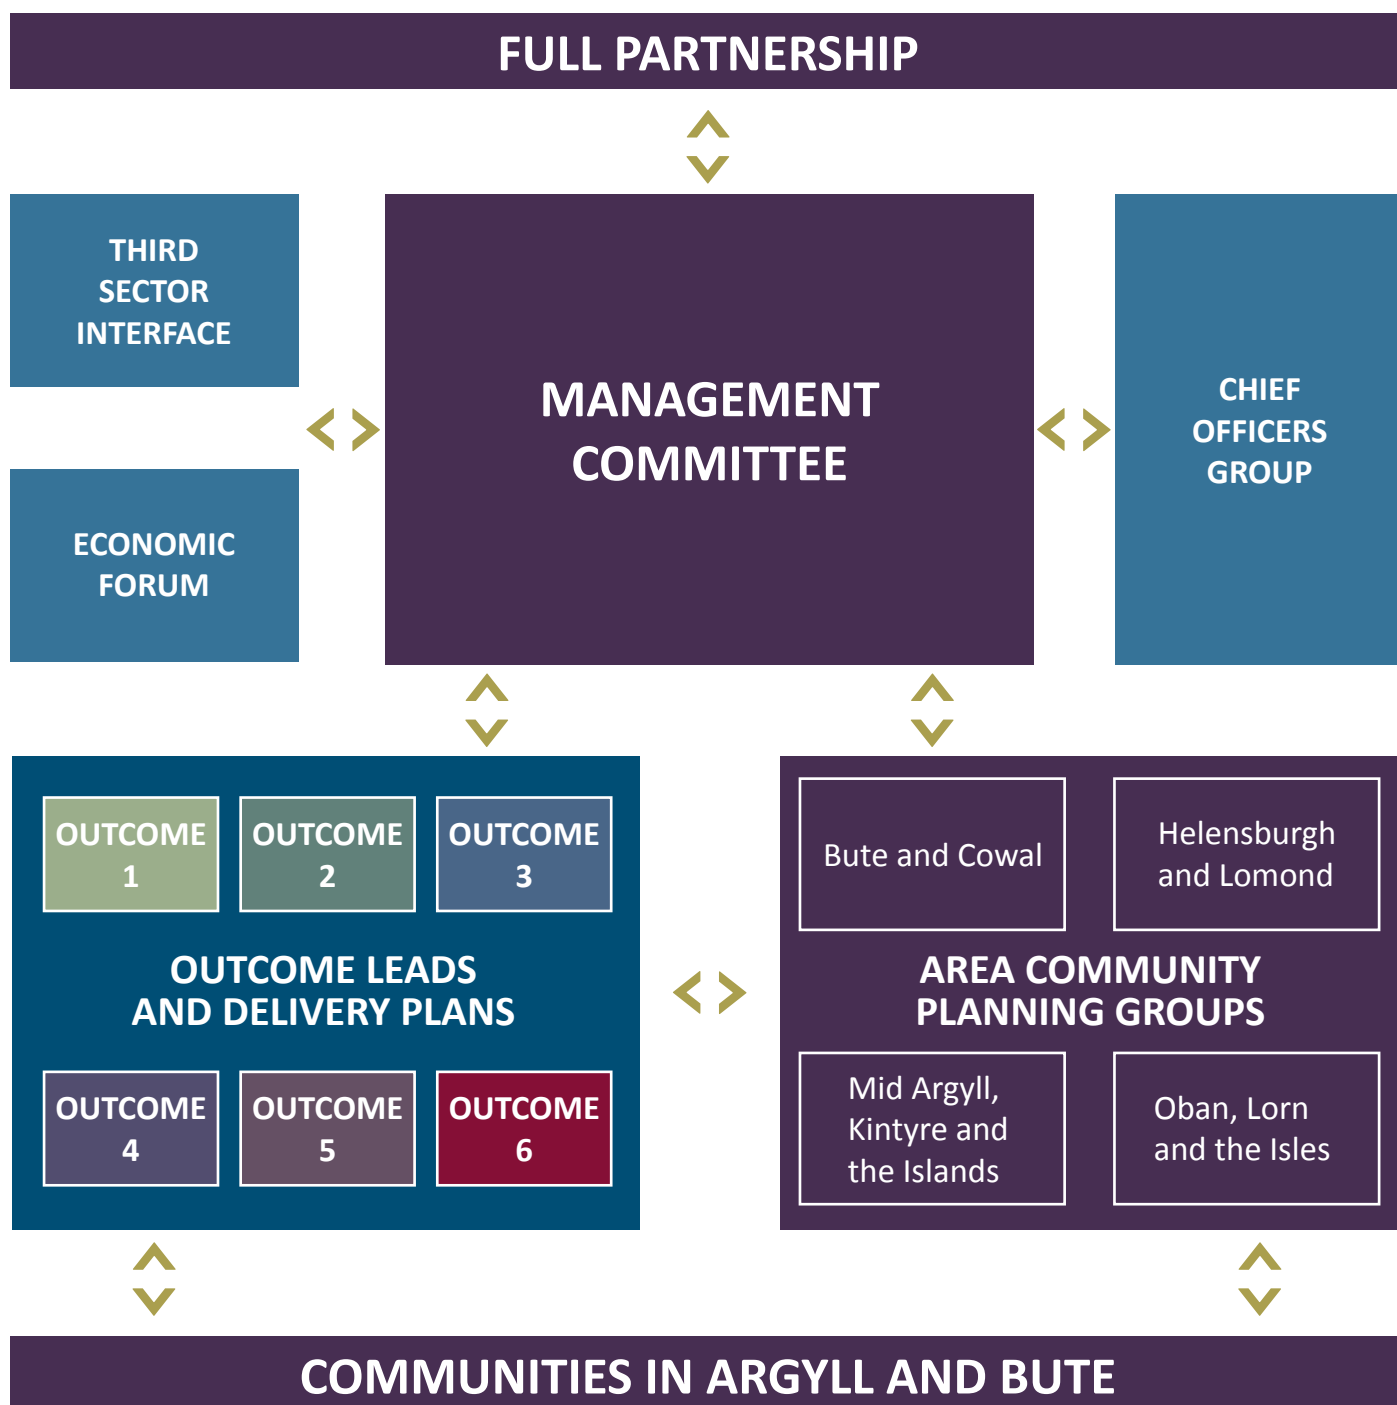 FULL PARTNERSHIP
THIRD
SECTOR
INTERFACE
ECONOMIC
FORUM
MANAGEMENT
COMMITTEE
CHIEF
OFFICERS
GROUP
OUTCOME
1
OUTCOME
2
OUTCOME
3
OUTCOME LEADS
AND DELIVERY PLANS
OUTCOME
4
OUTCOME
5
OUTCOME
6
Bute and Cowal
Helensburgh
and Lomond
AREA COMMUNITY
PLANNING GROUPS
Mid Argyll,
Kintyre and
the Islands
Oban, Lorn
and the Isles
COMMUNITIES IN ARGYLL AND BUTE